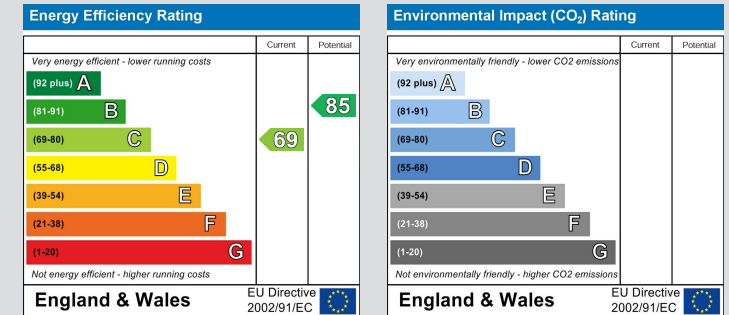 Energy Efficiency Rating
Current Potential
Very energy efficient - lower running costs
(92 plus) A
(81-91) B
85
(69-80) C
69
(55-68) D
(39-54) E
(21-38) F
(1-20) G
Not energy efficient - higher running costs
England & Wales
EU Directive
2002/91/EC
Environmental Impact (CO₂) Rating
Current Potential
Very environmentally friendly - lower CO2 emissions
(92 plus) A
(81-91) B
(69-80) C
(55-68) D
(39-54) E
(21-38) F
(1-20) G
Not environmentally friendly - higher CO2 emissions
England & Wales
EU Directive
2002/91/EC